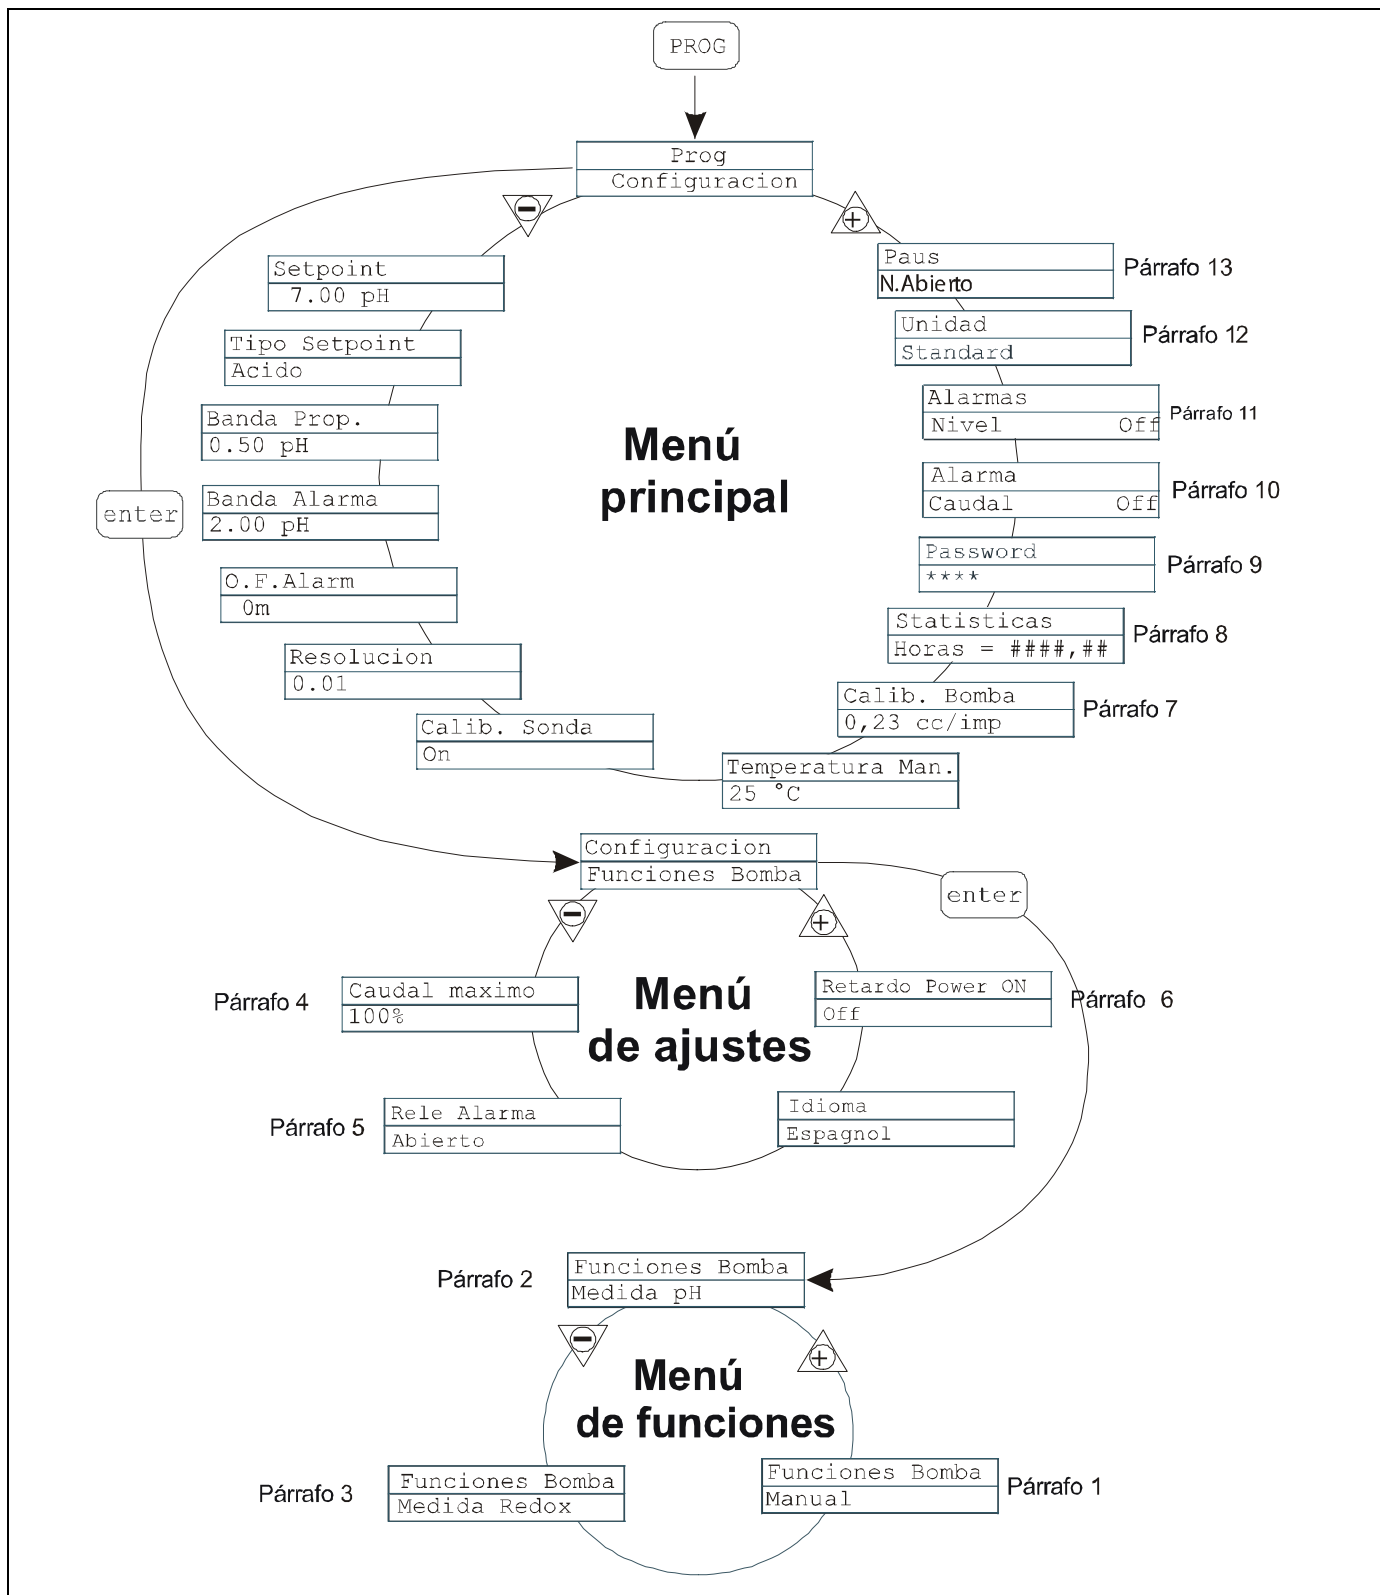 PROG
Prog
Configuracion
Setpoint
7.00 pH
Tipo Setpoint
Acido
Banda Prop.
0.50 pH
Banda Alarma
2.00 pH
O.F.Alarm
0m
Resolucion
0.01
Calib. Sonda
On
enter
Menú
principal
Paus
N.Abierto
Párrafo 13
Unidad
Standard
Párrafo 12
Alarmas
Nivel Off
Párrafo 11
Alarma
Caudal Off
Párrafo 10
Password
****
Párrafo 9
Statisticas
Horas = ####,##
Párrafo 8
Calib. Bomba
0,23 cc/imp
Párrafo 7
Temperatura Man.
25 °C
Configuracion
Funciones Bomba
enter
Párrafo 4
Caudal maximo
100%
Menú
de ajustes
Retardo Power ON
Off
Párrafo 6
Párrafo 5
Rele Alarma
Abierto
Idioma
Espagnol
Párrafo 2
Funciones Bomba
Medida pH
Menú
de funciones
Párrafo 3
Funciones Bomba
Medida Redox
Funciones Bomba
Manual
Párrafo 1